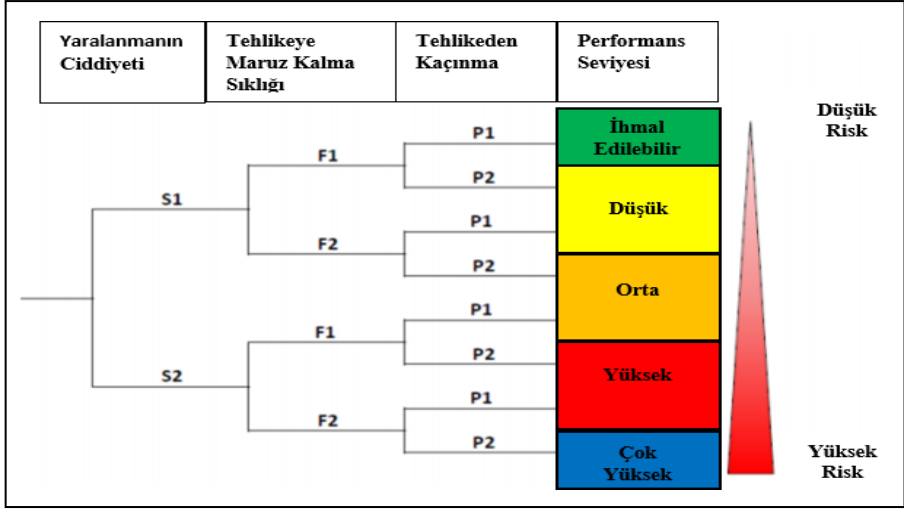 Yaralanmanın
Ciddiyeti
Tehlikeye
Maruz Kalma
Sıklığı
Tehlikeden
Kaçınma
Performans
Seviyesi
Düşük
Risk
İhmal
Edilebilir
P1
F1
P2
Düşük
S1
P1
F2
P2
Orta
P1
F1
P2
Yüksek
S2
P1
F2
P2
Çok
Yüksek
Yüksek
Risk